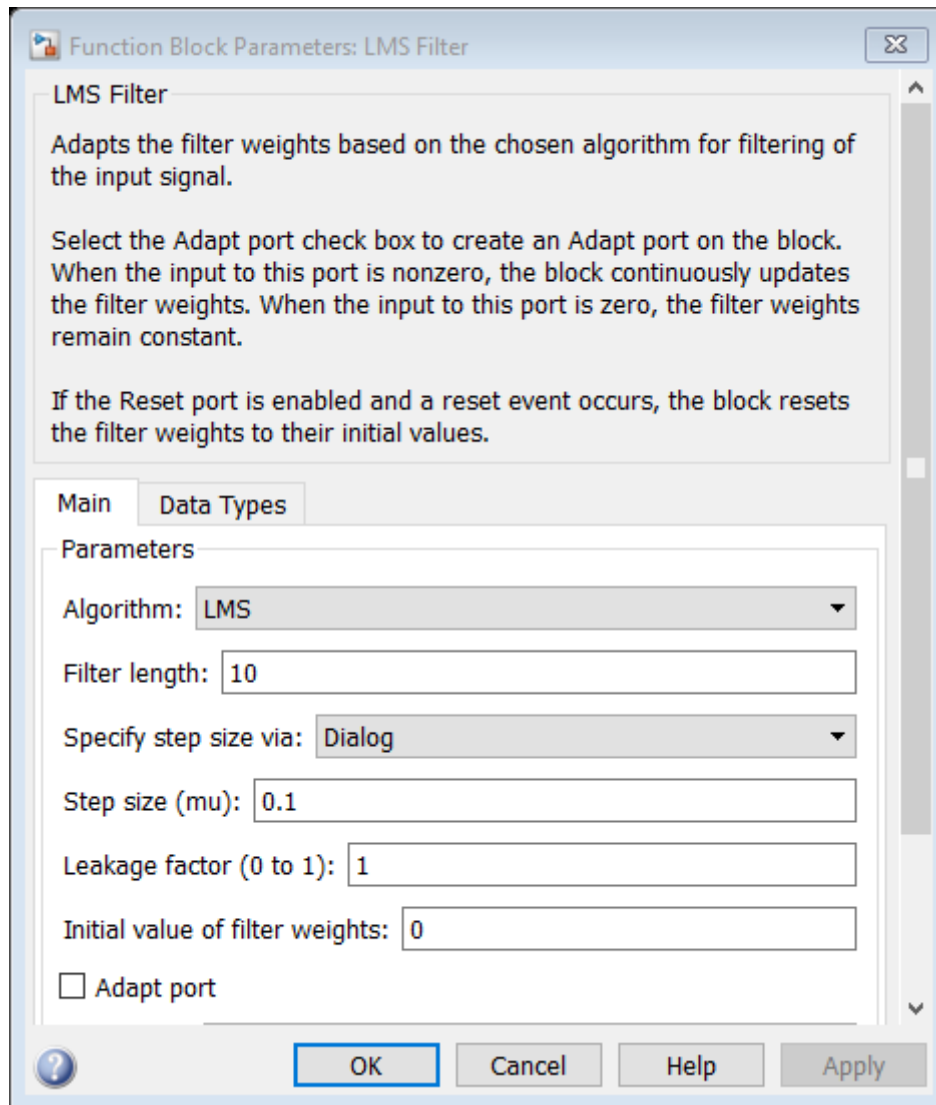 Function Block Parameters: LMS Filter
LMS Filter
Adapts the filter weights based on the chosen algorithm for filtering of
the input signal.
Select the Adapt port check box to create an Adapt port on the block.
When the input to this port is nonzero, the block continuously updates
the filter weights. When the input to this port is zero, the filter weights
remain constant.
If the Reset port is enabled and a reset event occurs, the block resets
the filter weights to their initial values.
Main Data Types
Parameters
Algorithm: LMS
Filter length: 10
Specify step size via: Dialog
Step size (mu): 0.1
Leakage factor (0 to 1): 1
Initial value of filter weights: 0
Adapt port
? OK Cancel Help Apply